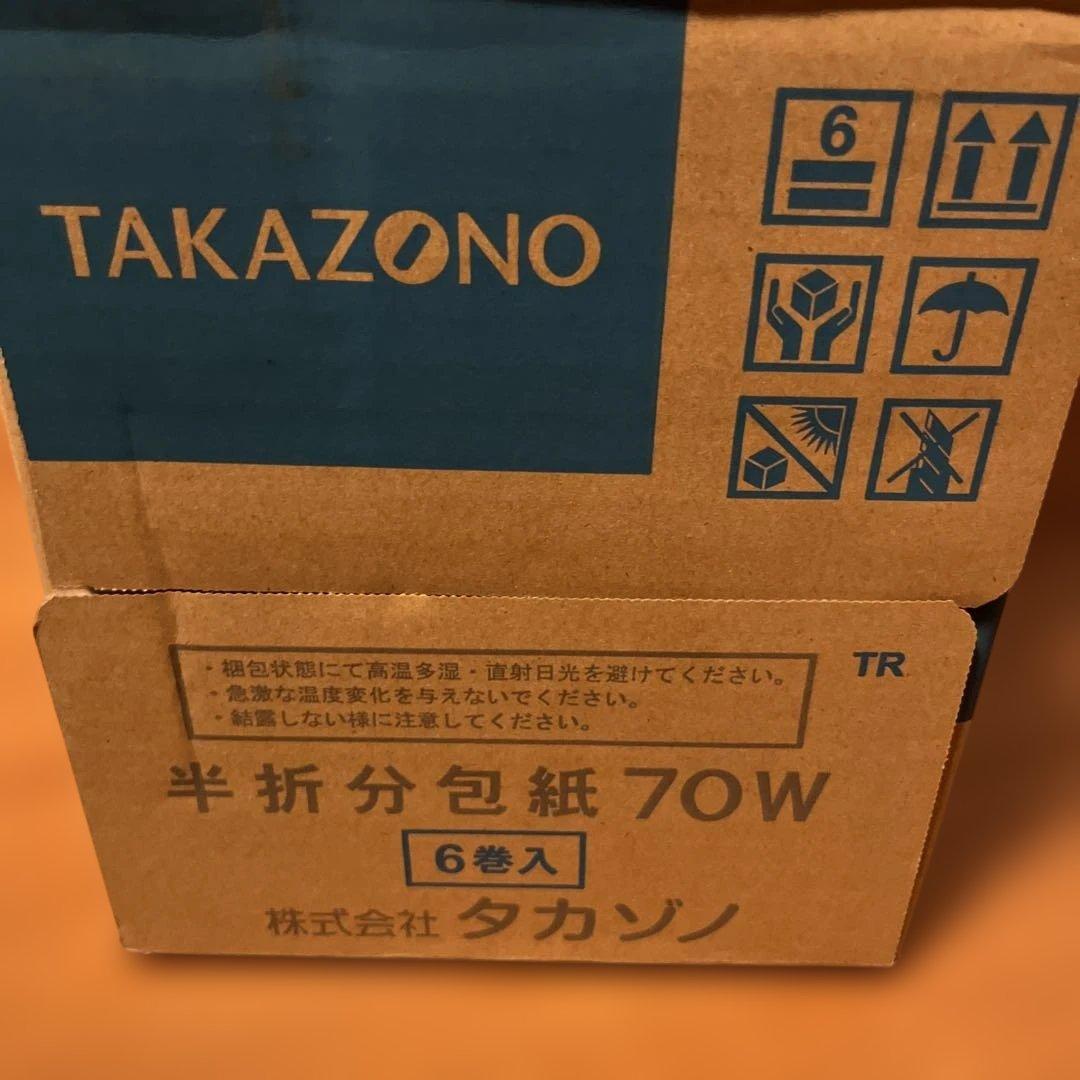 TAKAZONO
6
・梱包状態にて高温多湿・直射日光を避けてください。
・急激な温度変化を与えないでください。
・結露しない様に注意してください。
TR
半折分包紙70W
6巻入
株式会社 タカゾノ